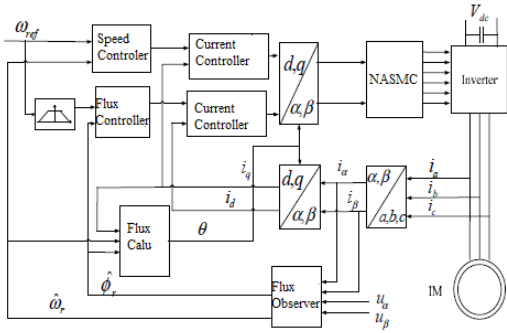 ω_ref
V_dc
Speed
Controler
Current
Controller
d,q
α,β
NASMC
Inverter
Flux
Controller
Current
Controller
i_q
i_d
d,q
α,β
i_α
i_β
α,β
a,b,c
i_a
i_b
i_c
Flux
Calu
θ
φ̂_r
ω̂_r
Flux
Observer
u_α
u_β
IM